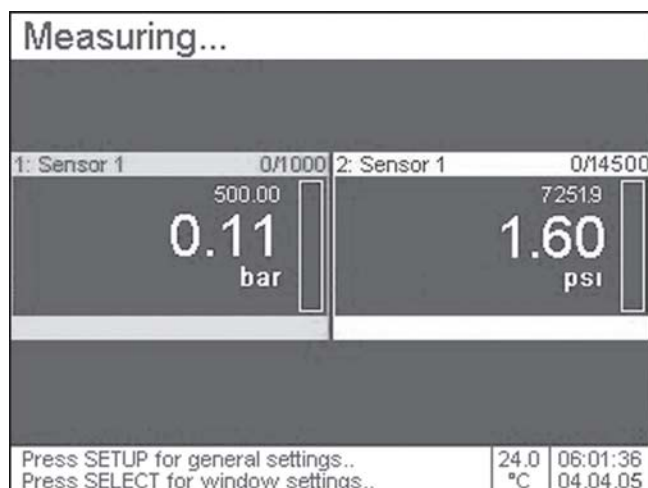 Measuring...
1: Sensor 1 0/1000
500.00
0.11
bar
2: Sensor 1 0/14500
7251.9
1.60
psi
Press SETUP for general settings..
Press SELECT for window settings..
24.0
°C
06:01:36
04.04.05